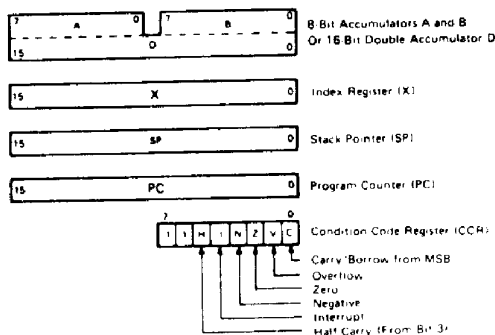 7 A 0 7 B 0
8-Bit Accumulators A and B
15 D 0
Or 16-Bit Double Accumulator D
15 X 0 Index Register (X)
15 SP 0 Stack Pointer (SP)
15 PC 0 Program Counter (PC)
7 0
1 1 H I N Z V C Condition Code Register (CCR)
Carry/Borrow from MSB
Overflow
Zero
Negative
Interrupt
Half Carry (From Bit 3)